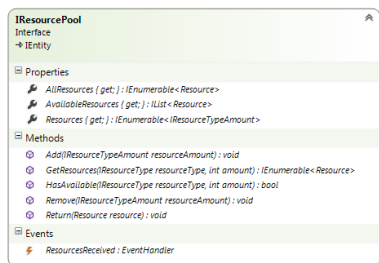 IResourcePool
Interface
→ IEntity
Properties
AllResources { get; } : IEnumerable<Resource>
AvailableResources { get; } : IList<Resource>
Resources { get; } : IEnumerable<IResourceTypeAmount>
Methods
Add(IResourceTypeAmount resourceAmount) : void
GetResources(IResourceType resourceType, int amount) : IEnumerable<Resource>
HasAvailable(IResourceType resourceType, int amount) : bool
Remove(IResourceTypeAmount resourceAmount) : void
Return(Resource resource) : void
Events
ResourcesReceived : EventHandler